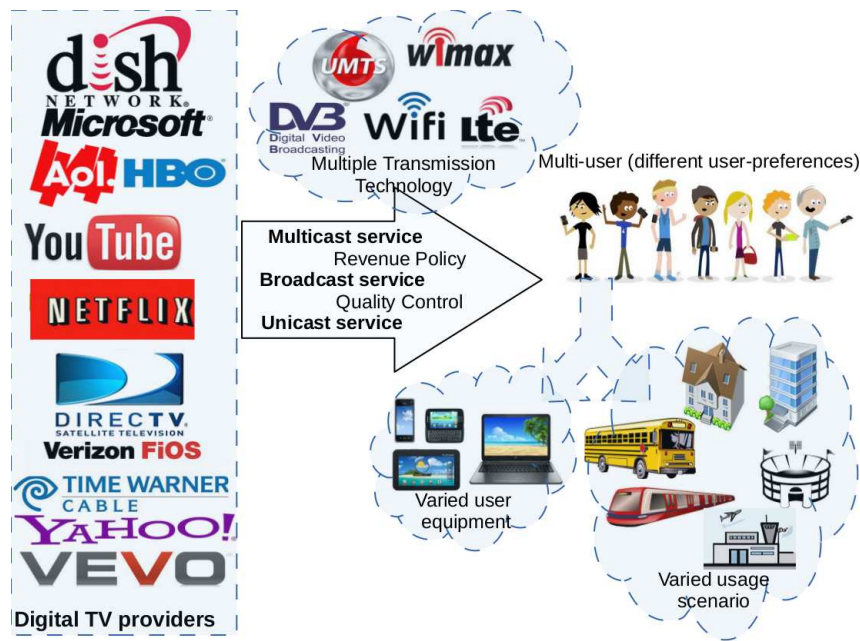 dish
NETWORK®
Microsoft®
Aol. HBO®
YouTube
NETFLIX
DIRECTV®
SATELLITE TELEVISION
Verizon FiOS
TIME WARNER
CABLE
YAHOO!
VEVO
Digital TV providers
UMTS wimax
DVB Wifi Lte
Digital Video
Broadcasting
Multiple Transmission
Technology
Multicast service
Revenue Policy
Broadcast service
Quality Control
Unicast service
Multi-user (different user-preferences)
Varied user
equipment
Varied usage
scenario